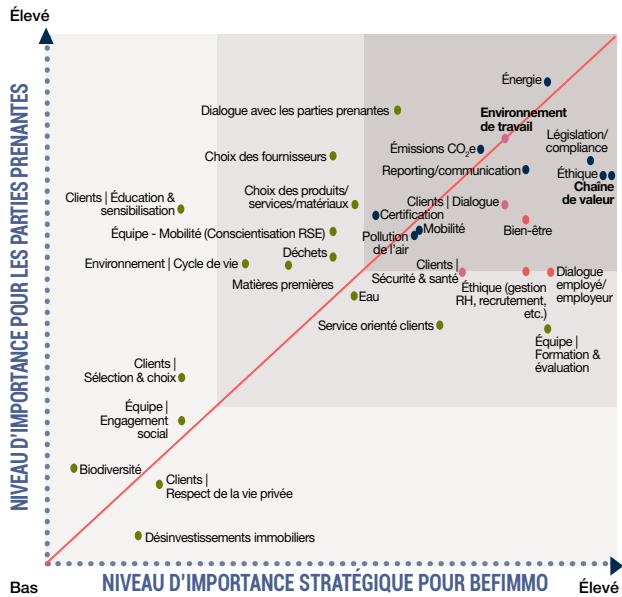 Élevé
NIVEAU D'IMPORTANCE POUR LES PARTIES PRENANTES
Énergie
Dialogue avec les parties prenantes
Environnement
de travail
Émissions CO₂e
Législation/
compliance
Choix des fournisseurs
Reporting/communication
Éthique
Chaîne
de valeur
Choix des produits/
services/matériaux
Clients | Dialogue
Clients | Éducation &
sensibilisation
Certification
Bien-être
Équipe - Mobilité (Conscientisation RSE)
Mobilité
Pollution
de l'air
Déchets
Environnement | Cycle de vie
Matières premières
Clients |
Sécurité & santé
Éthique (gestion
RH, recrutement,
etc.)
Dialogue
employé/
employeur
Eau
Service orienté clients
Équipe |
Formation &
évaluation
Clients |
Sélection & choix
Équipe |
Engagement
social
Biodiversité
Clients |
Respect de la vie privée
Désinvestissements immobiliers
Bas
NIVEAU D'IMPORTANCE STRATÉGIQUE POUR BEFIMMO
Élevé